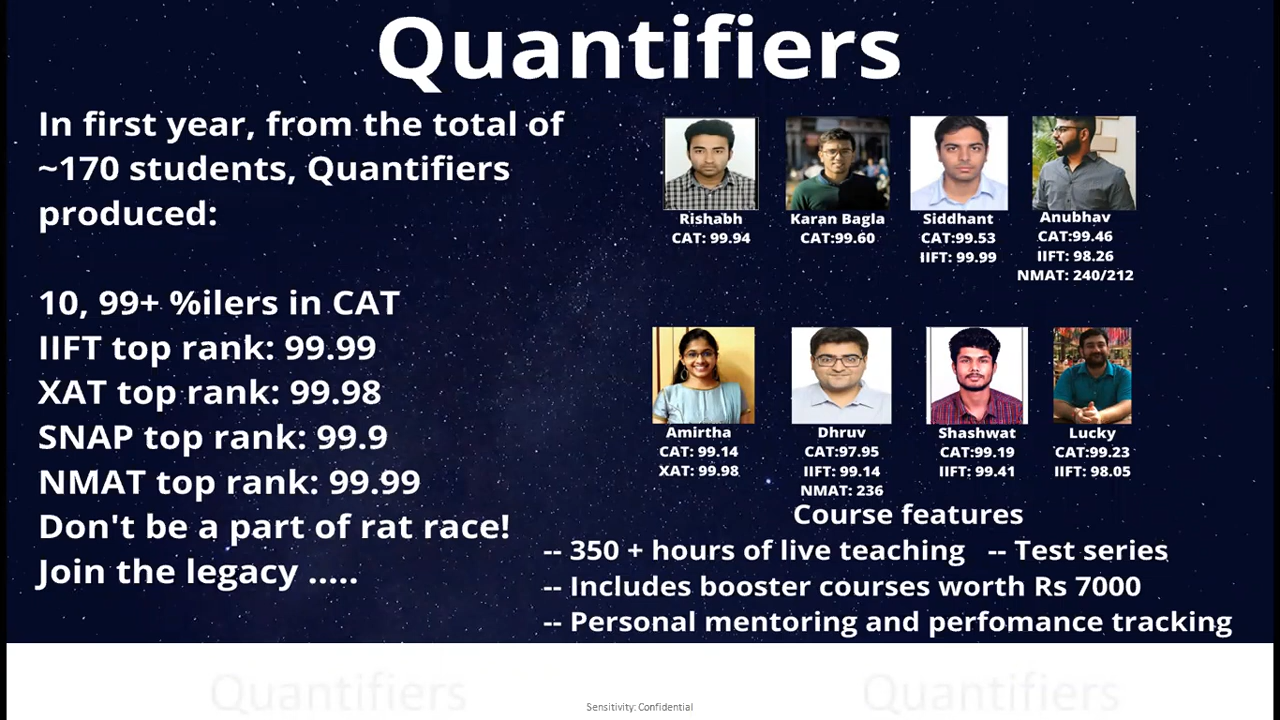 Quantifiers
In first year, from the total of
~170 students, Quantifiers
produced:
10, 99+ %ilers in CAT
IIFT top rank: 99.99
XAT top rank: 99.98
SNAP top rank: 99.9
NMAT top rank: 99.99
Don't be a part of rat race!
Join the legacy .....
Rishabh
CAT: 99.94
Karan Bagla
CAT:99.60
Siddhant
CAT:99.53
IIFT: 99.99
Anubhav
CAT:99.46
IIFT: 98.26
NMAT: 240/212
Amirtha
CAT: 99.14
XAT: 99.98
Dhruv
CAT:97.95
IIFT: 99.14
NMAT: 236
Shashwat
CAT:99.19
IIFT: 99.41
Lucky
CAT:99.23
IIFT: 98.05
Course features
-- 350 + hours of live teaching -- Test series
-- Includes booster courses worth Rs 7000
-- Personal mentoring and perfomance tracking
Quantifiers
Quantifiers
Sensitivity: Confidential